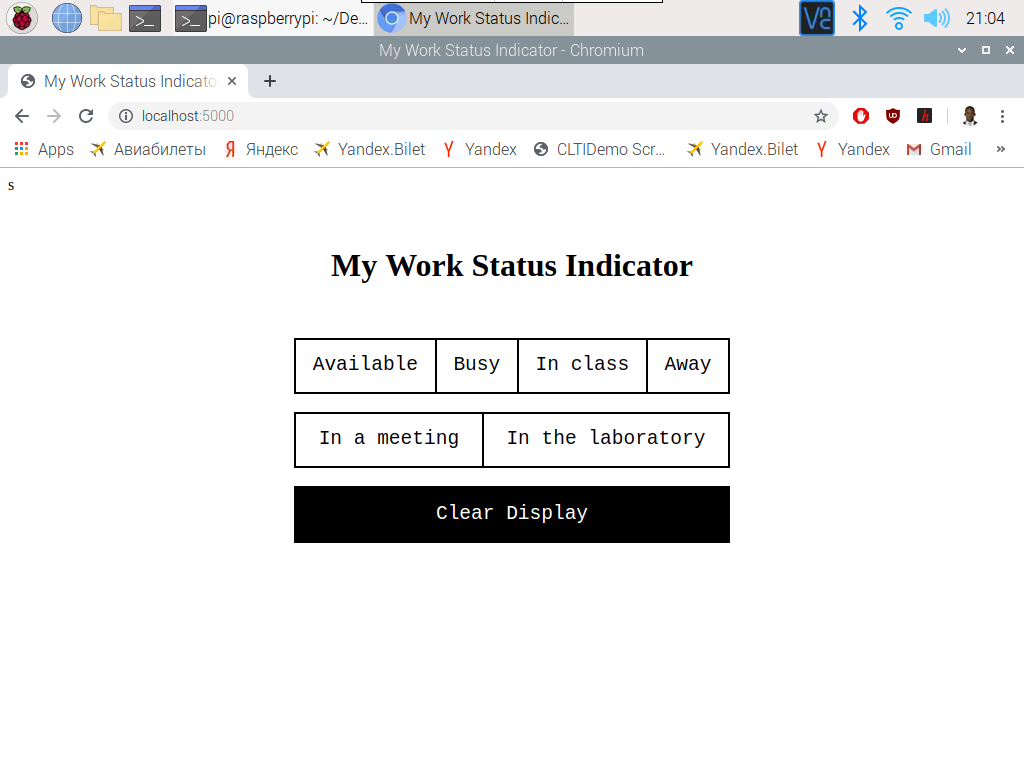 pi@raspberrypi: ~/De... My Work Status Indic... 21:04
My Work Status Indicator - Chromium
My Work Status Indicato
localhost:5000
Apps Авиабилеты Яндекс Yandex.Bilet Yandex CLTIDemo Scr... Yandex.Bilet Yandex Gmail »
s
My Work Status Indicator
Available Busy In class Away
In a meeting In the laboratory
Clear Display